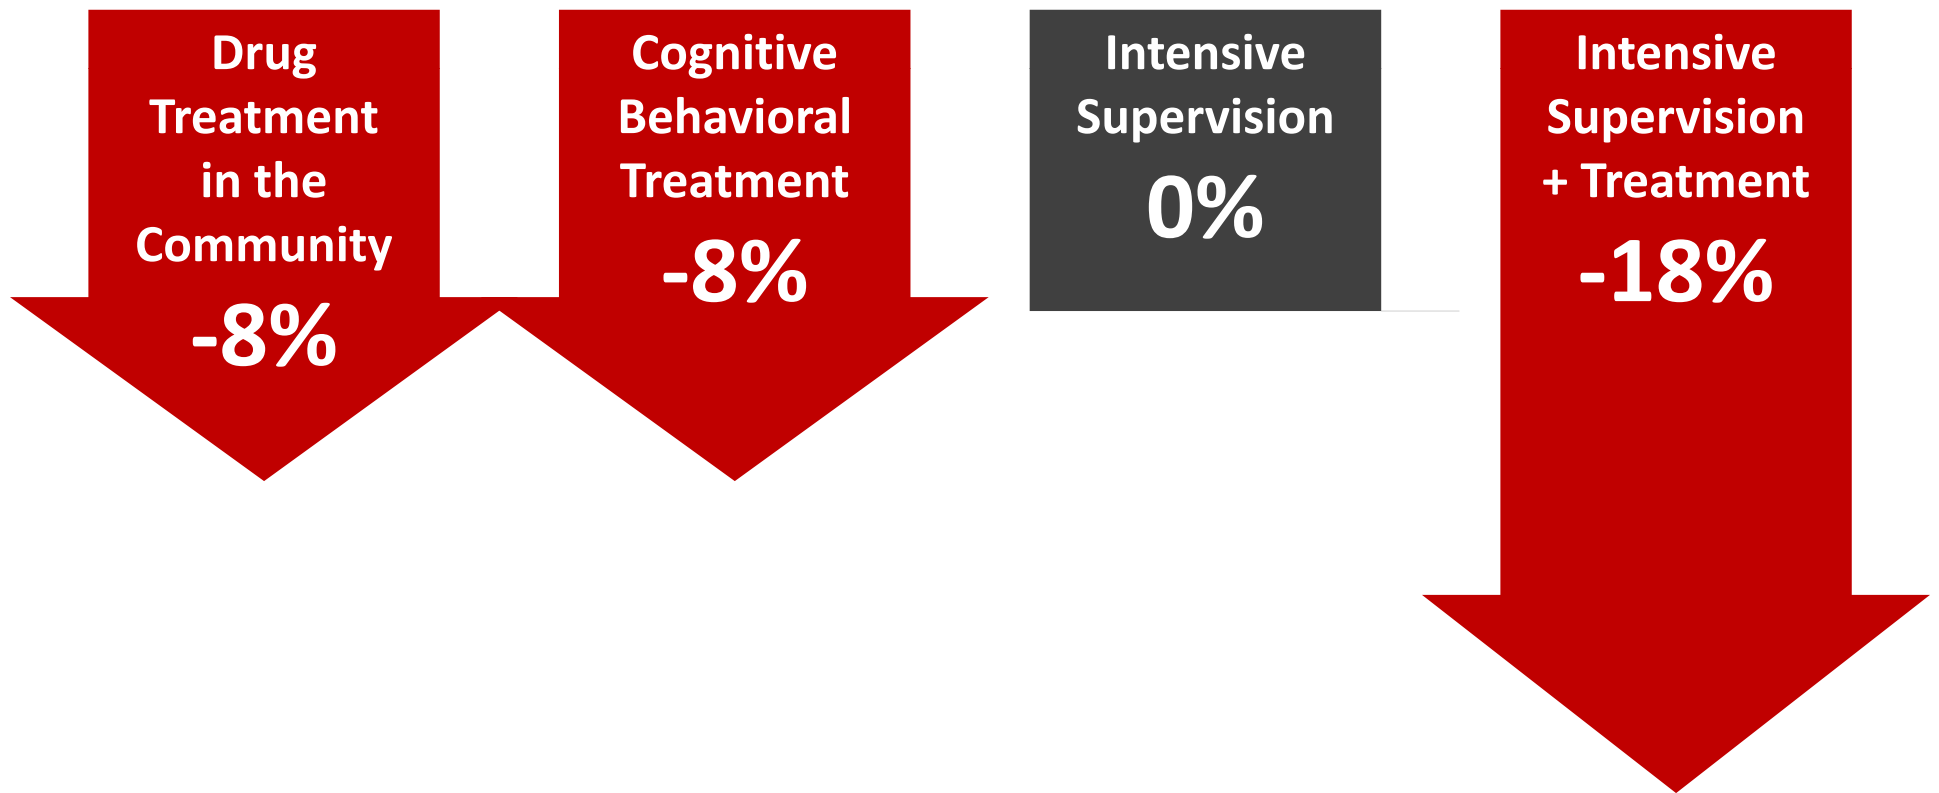 Drug
Treatment
in the
Community
-8%
Cognitive
Behavioral
Treatment
-8%
Intensive
Supervision
0%
Intensive
Supervision
+ Treatment
-18%